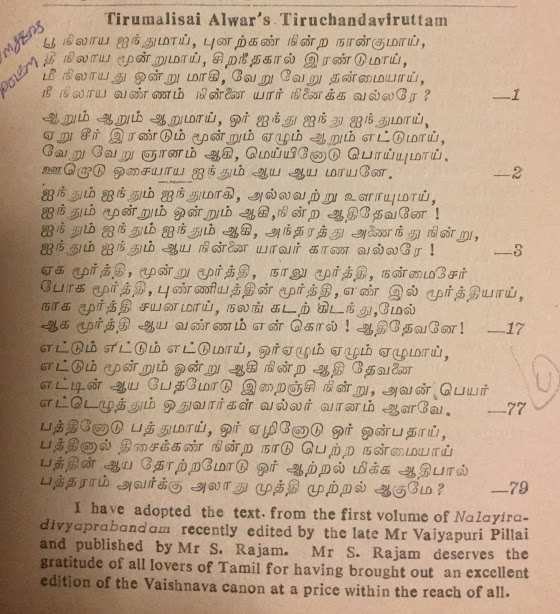 Tirumalisai Alwar's Tiruchandaviruttam
poem
பூ நிலாய ஐந்துமாய், புனற்கண் நின்ற நான்குமாய்,
தீ நிலாய மூன்றுமாய், சிறந்தகால் இரண்டுமாய்,
மீ நிலாயது ஒன்று மாகி, வேறு வேறு தன்மையாய்,
நீ நிலாய வண்ணம் நின்னை யார் நினைக்க வல்லரே ? —1
ஆறும் ஆறும் ஆறுமாய், ஓர் ஐந்து ஐந்து ஐந்துமாய்,
ஏறு சீர் இரண்டும் மூன்றும் ஏழும் ஆறும் எட்டுமாய்,
வேறு வேறு ஞானம் ஆகி, மெய்யினோடு பொய்யுமாய்.
ஊறொடு ஓசையாய ஐந்தும் ஆய ஆய மாயனே. —2
ஐந்தும் ஐந்தும் ஐந்துமாகி, அல்லவற்று உளாயுமாய்,
ஐந்தும் மூன்றும் ஒன்றும் ஆகி,நின்ற ஆதிதேவனே !
ஐந்தும் ஐந்தும் ஐந்தும் ஆகி, அந்தரத்து அணைந்து நின்று,
ஐந்தும் ஐந்தும் ஆய நின்னை யாவர் காண வல்லரே ! —3
ஏக மூர்த்தி, மூன்று மூர்த்தி, நாலு மூர்த்தி, நன்மைசேர்
போக மூர்த்தி, புண்ணியத்தின் மூர்த்தி, எண் இல் மூர்த்தியாய்,
நாக மூர்த்தி சயனமாய், நலங் கடற் கிடந்து,மேல்
ஆக மூர்த்தி ஆய வண்ணம் என் கொல் ! ஆதிதேவனே! —17
எட்டும் எட்டும் எட்டுமாய், ஓர்ஏழும் ஏழும் ஏழுமாய்,
எட்டும் மூன்றும் ஒன்று ஆகி நின்ற ஆதி தேவனை
எட்டின் ஆய பேதமோடு இறைஞ்சி நின்று, அவன் பெயர்
எட்டெழுத்தும் ஓதுவார்கள் வல்லர் வானம் ஆளவே. —77
பத்தினோடு பத்துமாய், ஓர் ஏழினோடு ஓர் ஒன்பதாய்,
பத்தினால் திசைக்கண் நின்ற நாடு பெற்ற நன்மையாய்
பத்தின் ஆய தோற்றமோடு ஓர் ஆற்றல் மிக்க ஆதிபால்
பத்தராம் அவர்க்கு அலாது முத்தி முற்றல் ஆகுமே? —79
I have adopted the text from the first volume of Nalayira-
divyaprabandam recently edited by the late Mr Vaiyapuri Pillai
and published by Mr S. Rajam. Mr S. Rajam deserves the
gratitude of all lovers of Tamil for having brought out an excellent
edition of the Vaishnava canon at a price within the reach of all.